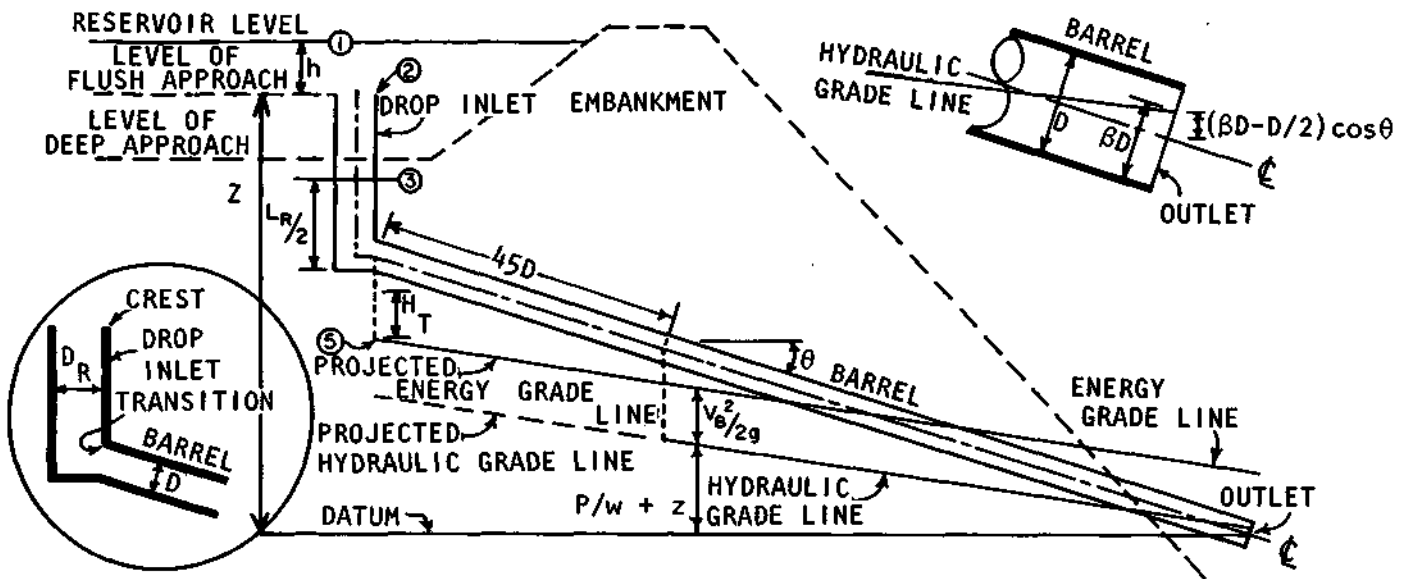 RESERVOIR LEVEL
①
LEVEL OF
FLUSH APPROACH
h
②
DROP INLET
EMBANKMENT
LEVEL OF
DEEP APPROACH
③
Z
L_R/2
45D
H_T
⑤
PROJECTED
ENERGY GRADE
LINE
PROJECTED
HYDRAULIC GRADE LINE
θ
BARREL
V_B²/2g
P/w + z
HYDRAULIC
GRADE LINE
ENERGY
GRADE LINE
OUTLET
℄
DATUM
CREST
DROP
INLET
D_R
TRANSITION
BARREL
D
BARREL
HYDRAULIC
GRADE LINE
D
βD
(βD-D/2) cosθ
℄
OUTLET